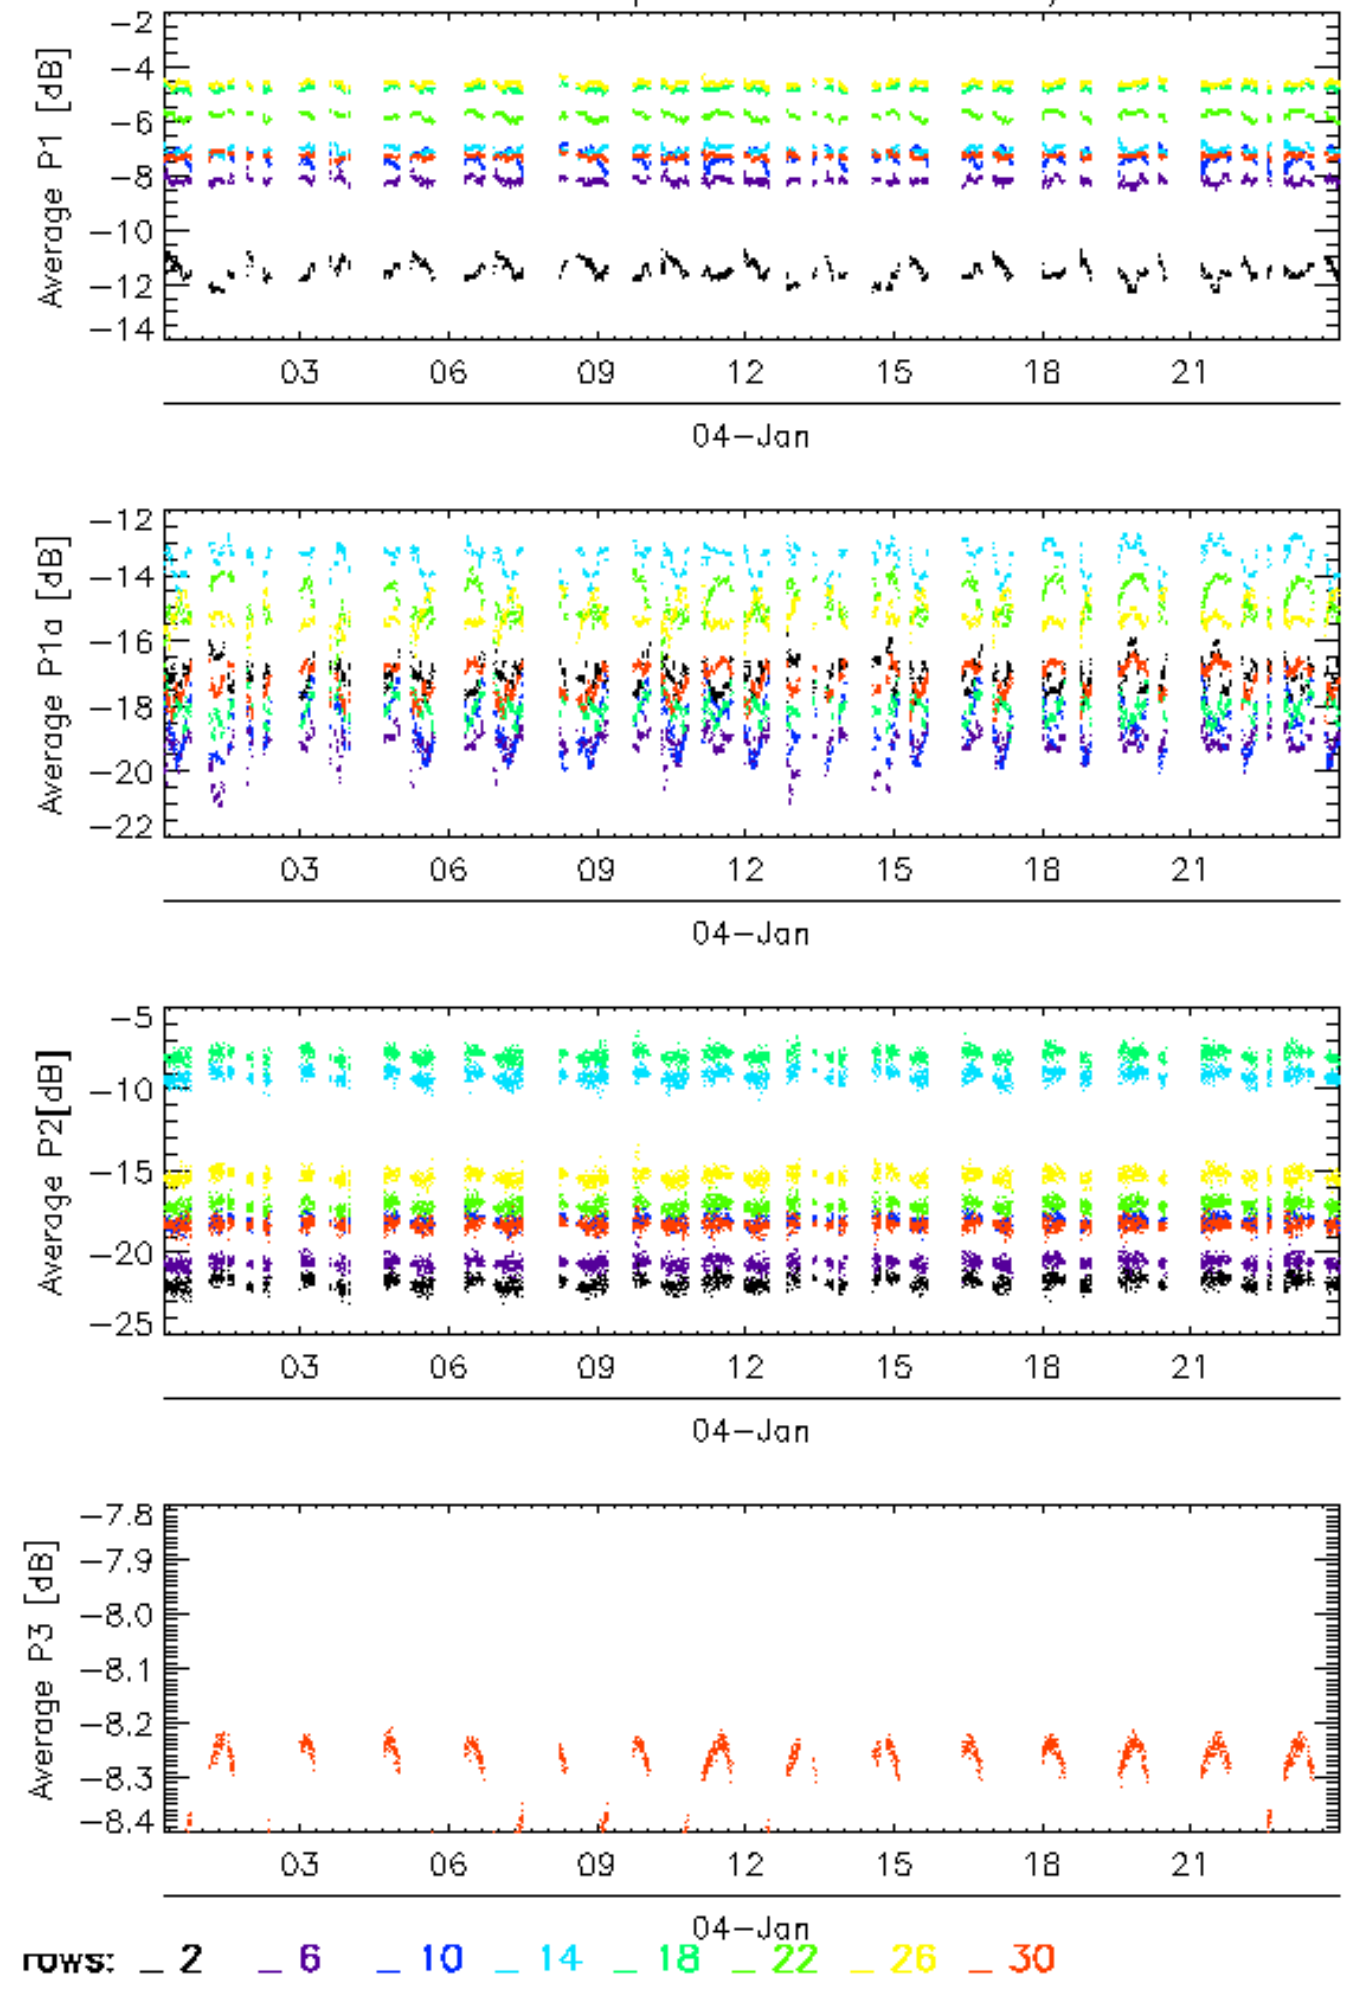 Average P1 [dB]
-2
-4
-6
-8
-10
-12
-14
03 06 09 12 15 18 21
04-Jan
Average P1a [dB]
-12
-14
-16
-18
-20
-22
03 06 09 12 15 18 21
04-Jan
Average P2[dB]
-5
-10
-15
-20
-25
03 06 09 12 15 18 21
04-Jan
Average P3 [dB]
-7.8
-7.9
-8.0
-8.1
-8.2
-8.3
-8.4
03 06 09 12 15 18 21
04-Jan
rows: _ 2 _ 6 _ 10 _ 14 _ 18 _ 22 _ 26 _ 30